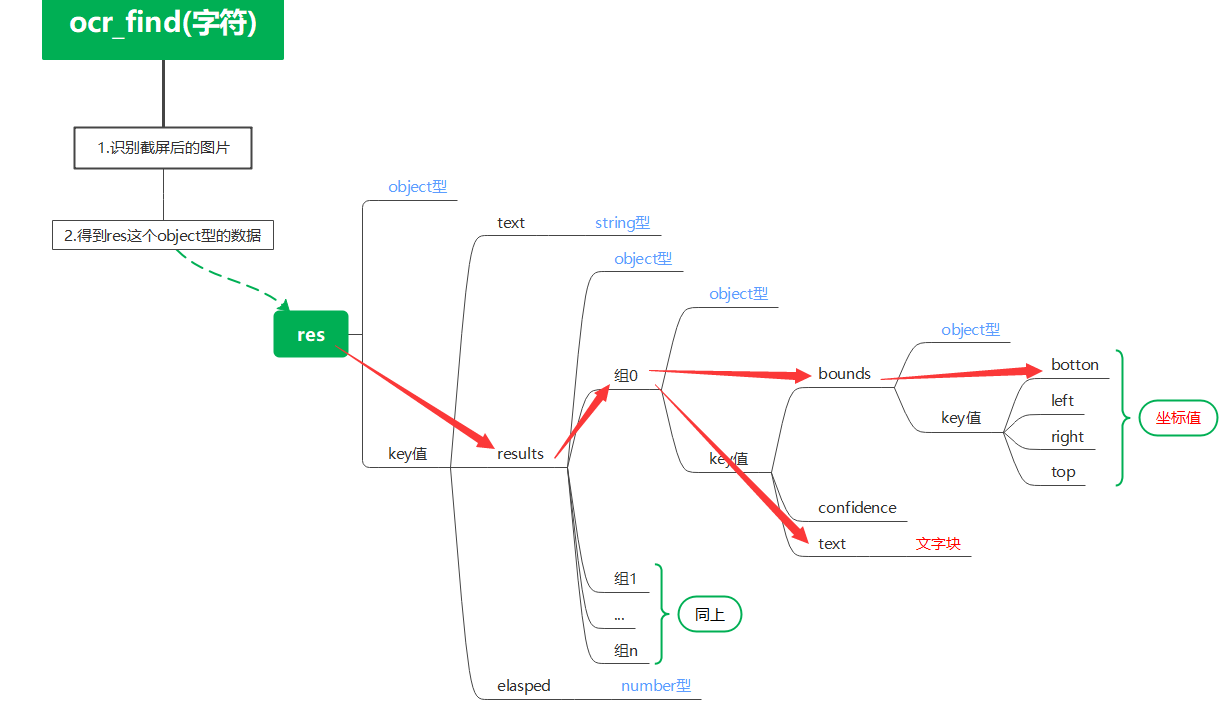 ocr_find(字符)
1.识别截屏后的图片
2.得到res这个object型的数据
res
object型
key值
text
string型
results
object型
组0
object型
key值
bounds
object型
key值
botton
left
right
top
坐标值
confidence
text
文字块
组1
...
组n
同上
elasped
number型